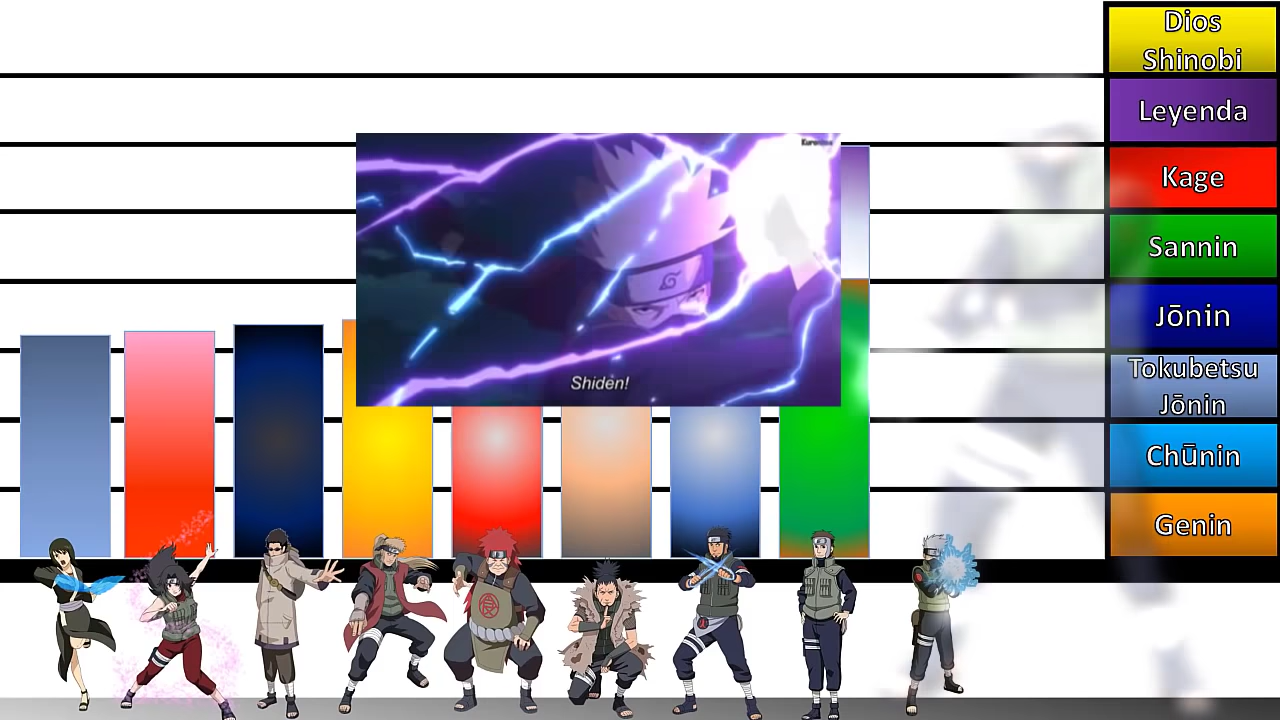 Dios
Shinobi
Leyenda
Kage
Sannin
Shiden!
Jōnin
Tokubetsu
Jōnin
Chūnin
Genin